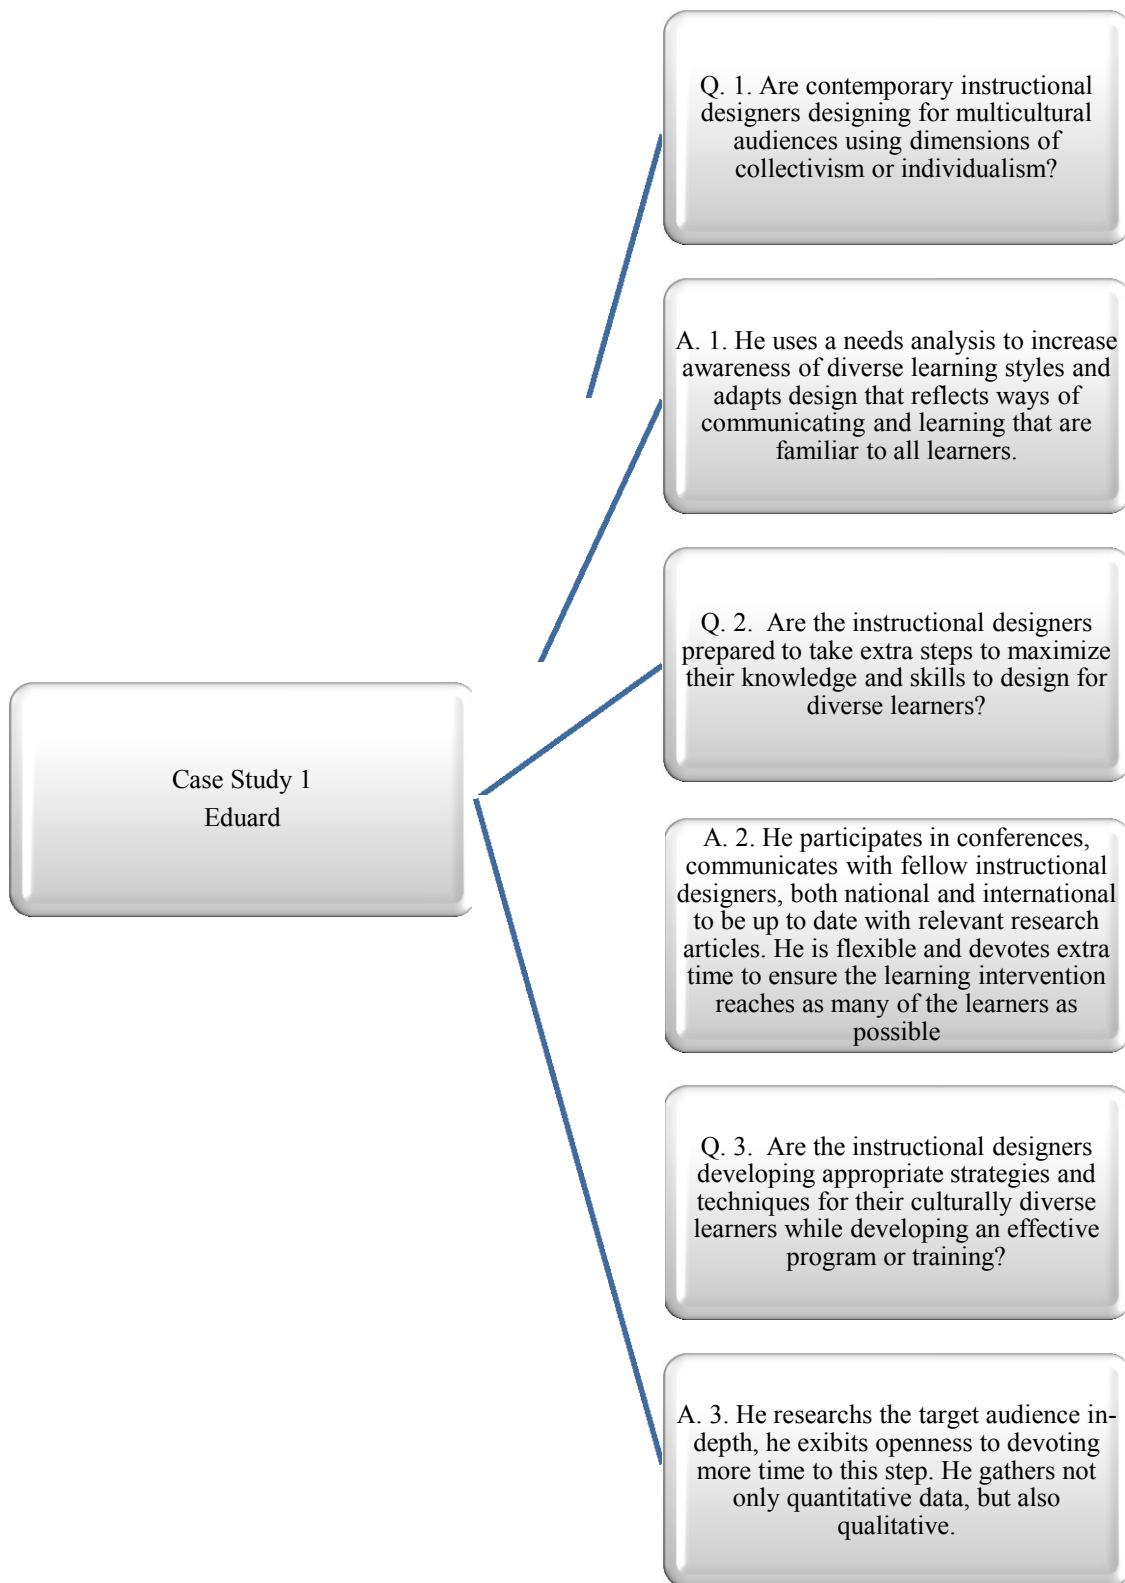 Q. 1. Are contemporary instructional
designers designing for multicultural
audiences using dimensions of
collectivism or individualism?
A. 1. He uses a needs analysis to increase
awareness of diverse learning styles and
adapts design that reflects ways of
communicating and learning that are
familiar to all learners.
Q. 2.  Are the instructional designers
prepared to take extra steps to maximize
their knowledge and skills to design for
diverse learners?
Case Study 1
Eduard
A. 2. He participates in conferences,
communicates with fellow instructional
designers, both national and international
to be up to date with relevant research
articles. He is flexible and devotes extra
time to ensure the learning intervention
reaches as many of the learners as
possible
Q. 3.  Are the instructional designers
developing appropriate strategies and
techniques for their culturally diverse
learners while developing an effective
program or training?
A. 3. He researchs the target audience in-
depth, he exibits openness to devoting
more time to this step. He gathers not
only quantitative data, but also
qualitative.